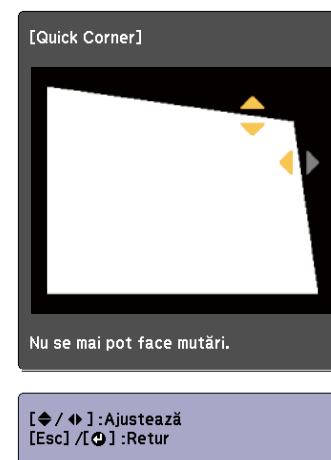 [Quick Corner]
Nu se mai pot face mutări.
[ / ] :Ajustează
[Esc] /[ ] :Retur